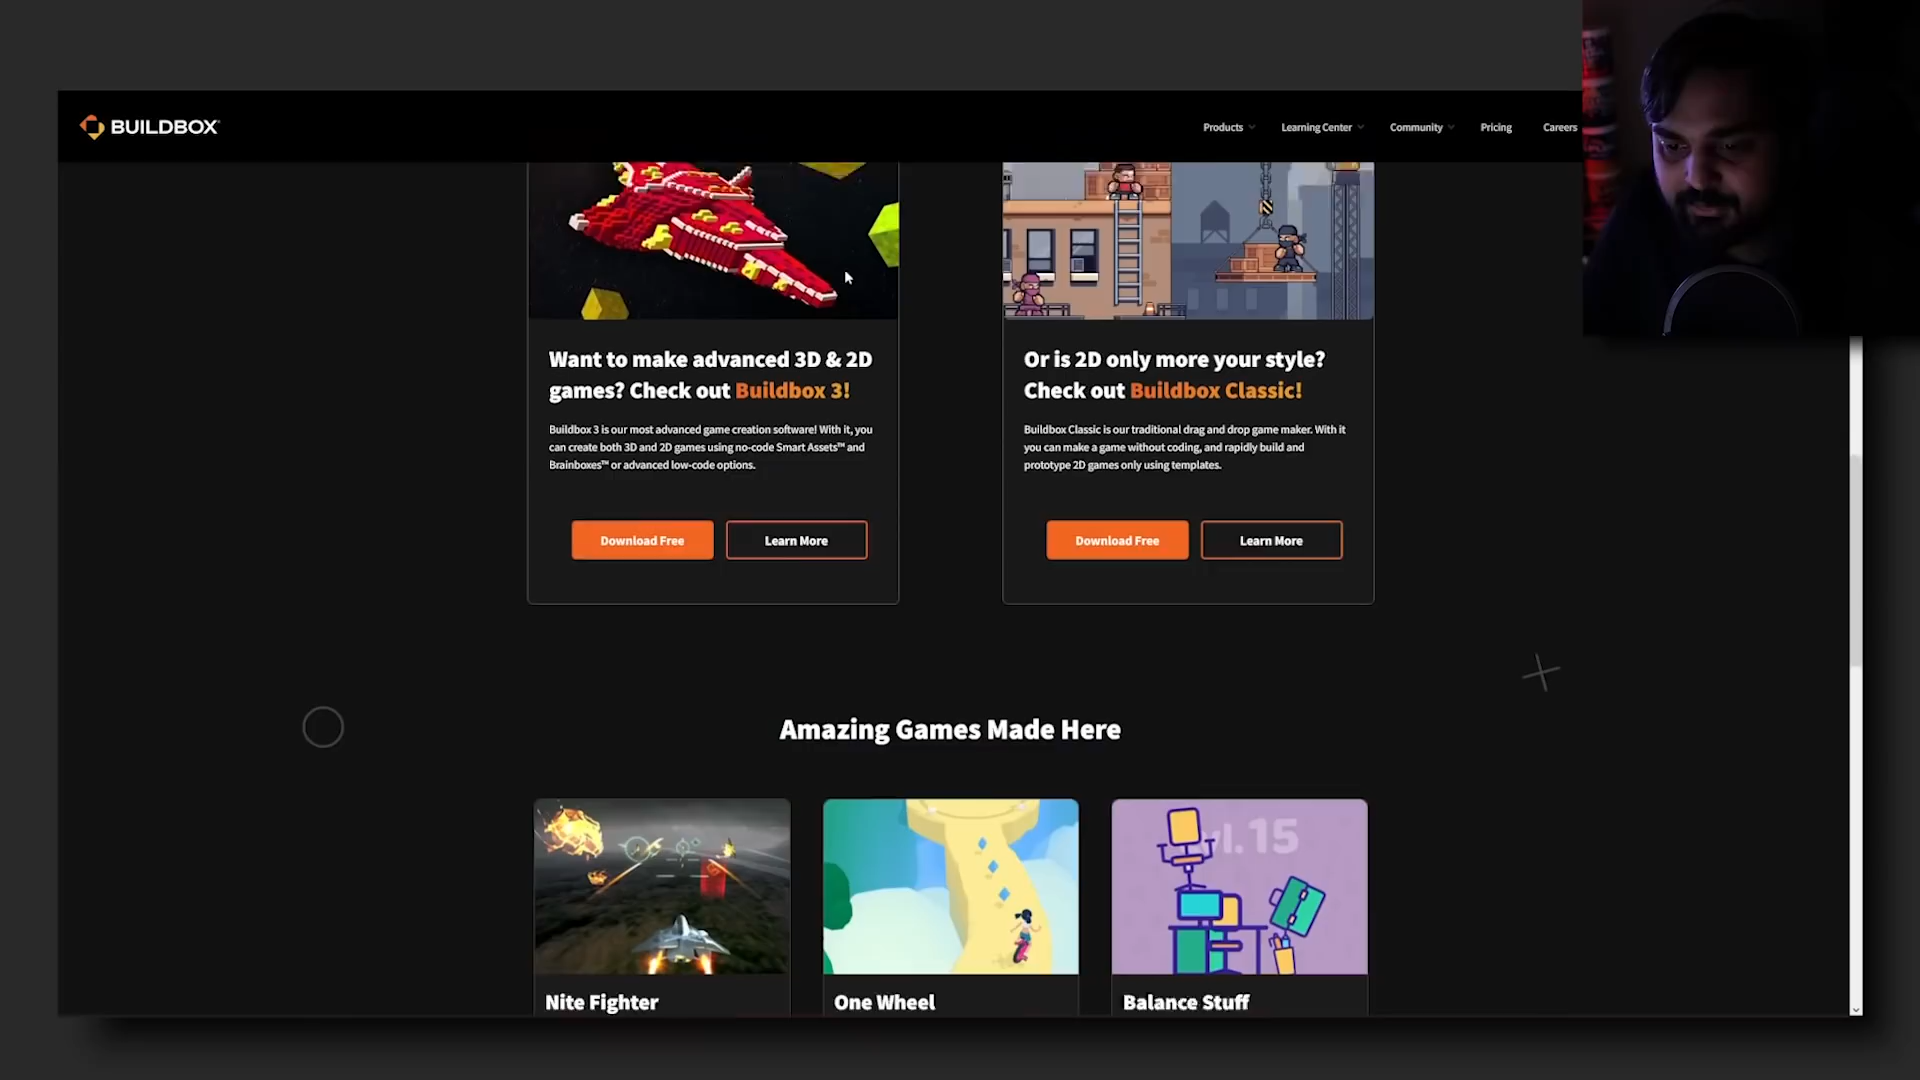 BUILDBOX
Products
Learning Center
Community
Pricing
Careers
Want to make advanced 3D & 2D
games? Check out Buildbox 3!
Buildbox 3 is our most advanced game creation software! With it, you
can create both 3D and 2D games using no-code Smart Assets™ and
Brainboxes™ or advanced low-code options.
Download Free
Learn More
Or is 2D only more your style?
Check out Buildbox Classic!
Buildbox Classic is our traditional drag and drop game maker. With it
you can make a game without coding, and rapidly build and
prototype 2D games only using templates.
Download Free
Learn More
Amazing Games Made Here
Nite Fighter
One Wheel
vl.15
Balance Stuff